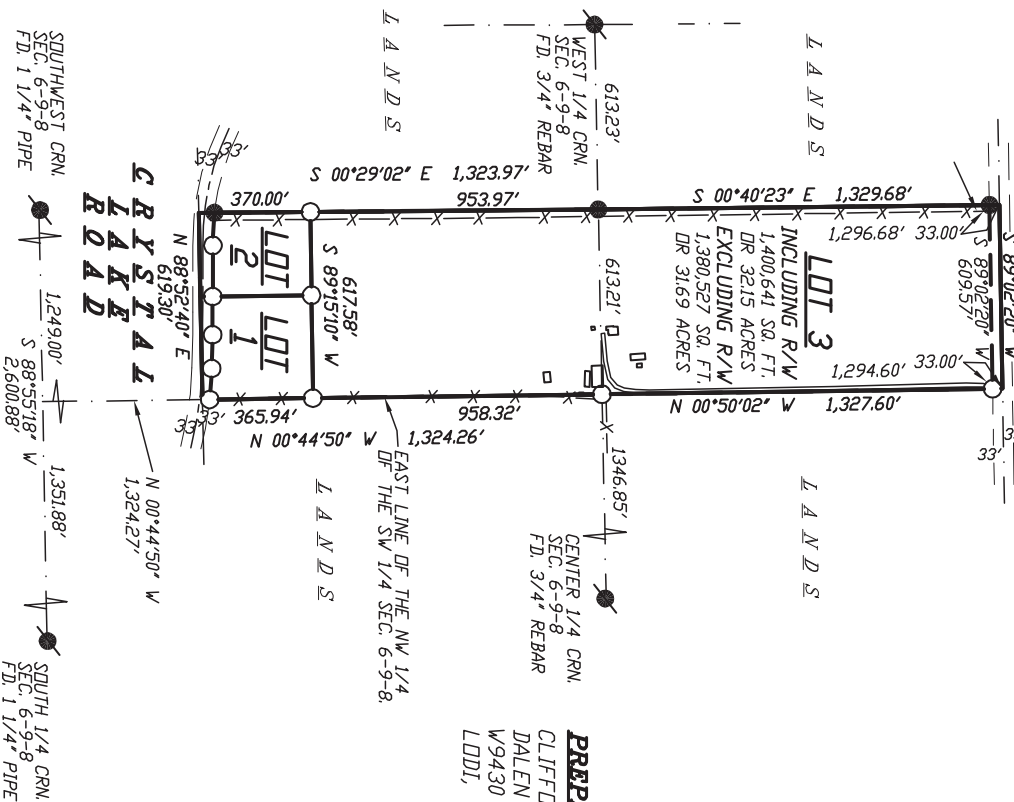 L A N D S
L A N D S
WEST 1/4 CRN.
SEC. 6-9-8
FD. 3/4" REBAR
613.23'
SOUTHWEST CRN.
SEC. 6-9-8
FD. 1 1/4" PIPE
33'
33'
S 00°29'02" E 1,323.97'
370.00'
953.97'
S 00°40'23" E 1,329.68'
1,296.68'
33.00'
S 89°02'20" W
S 89°02'20" W
609.57'
LOT 3
INCLUDING R/W
1,400,641 SQ. FT.
OR 32.15 ACRES
EXCLUDING R/W
1,380,527 SQ. FT.
OR 31.69 ACRES
613.21'
617.58'
S 89°15'10" W
LOT
2
LOT
1
N 88°52'40" E
619.30'
C R Y S T A L
L A K E
R O A D
1,294.60'
33.00'
N 00°50'02" W 1,327.60'
33'
33'
33'
365.94'
958.32'
N 00°44'50" W 1,324.26'
EAST LINE OF THE NW 1/4
OF THE SW 1/4 SEC. 6-9-8.
1346.85'
CENTER 1/4 CRN.
SEC. 6-9-8
FD. 3/4" REBAR
L A N D S
L A N D S
N 00°44'50" W
1,324.27'
1,249.00'
S 88°55'18" W
2,600.88'
1,351.88'
SOUTH 1/4 CRN.
SEC. 6-9-8
FD. 1 1/4" PIPE
PREP
CLIFFO
DALEN
W9430
LODI,